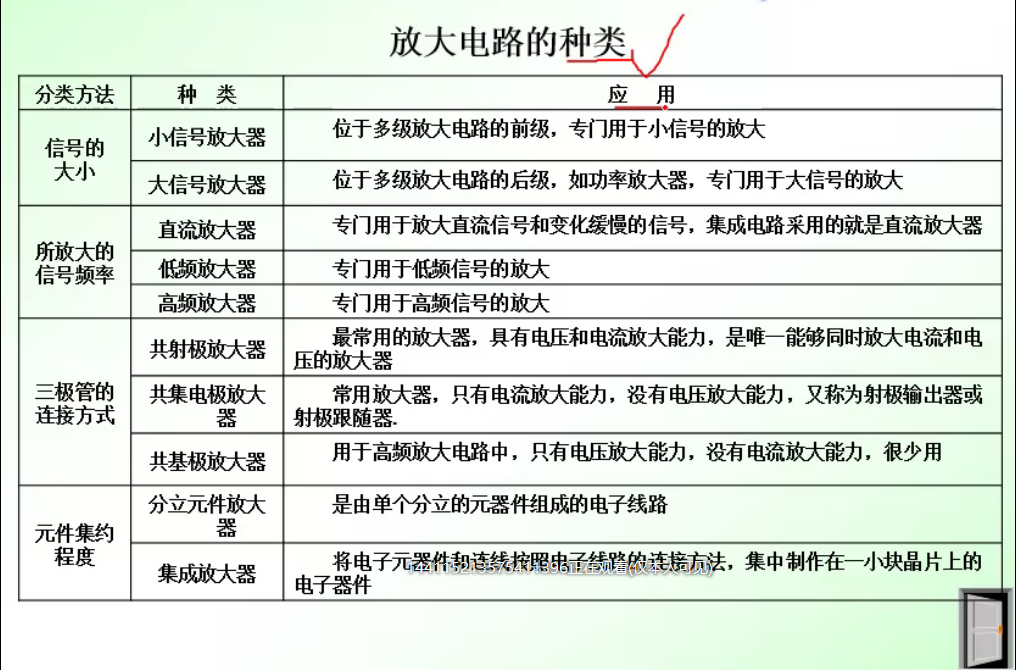 放大电路的种类
分类方法 种 类 应 用
信号的
大小
小信号放大器 位于多级放大电路的前级，专门用于小信号的放大
大信号放大器 位于多级放大电路的后级，如功率放大器，专门用于大信号的放大
所放大的
信号频率
直流放大器 专门用于放大直流信号和变化缓慢的信号，集成电路采用的就是直流放大器
低频放大器 专门用于低频信号的放大
高频放大器 专门用于高频信号的放大
三极管的
连接方式
共射极放大器
最常用的放大器，具有电压和电流放大能力，是唯一能够同时放大电流和电
压的放大器
共集电极放大
器
常用放大器，只有电流放大能力，没有电压放大能力，又称为射极输出器或
射极跟随器.
共基极放大器 用于高频放大电路中，只有电压放大能力，没有电流放大能力，很少用
元件集约
程度
分立元件放大
器
是由单个分立的元器件组成的电子线路
集成放大器
将电子元器件和连线按照电子线路的连接方法，集中制作在一小块晶片上的
电子器件
正在观看(仅本人可见)